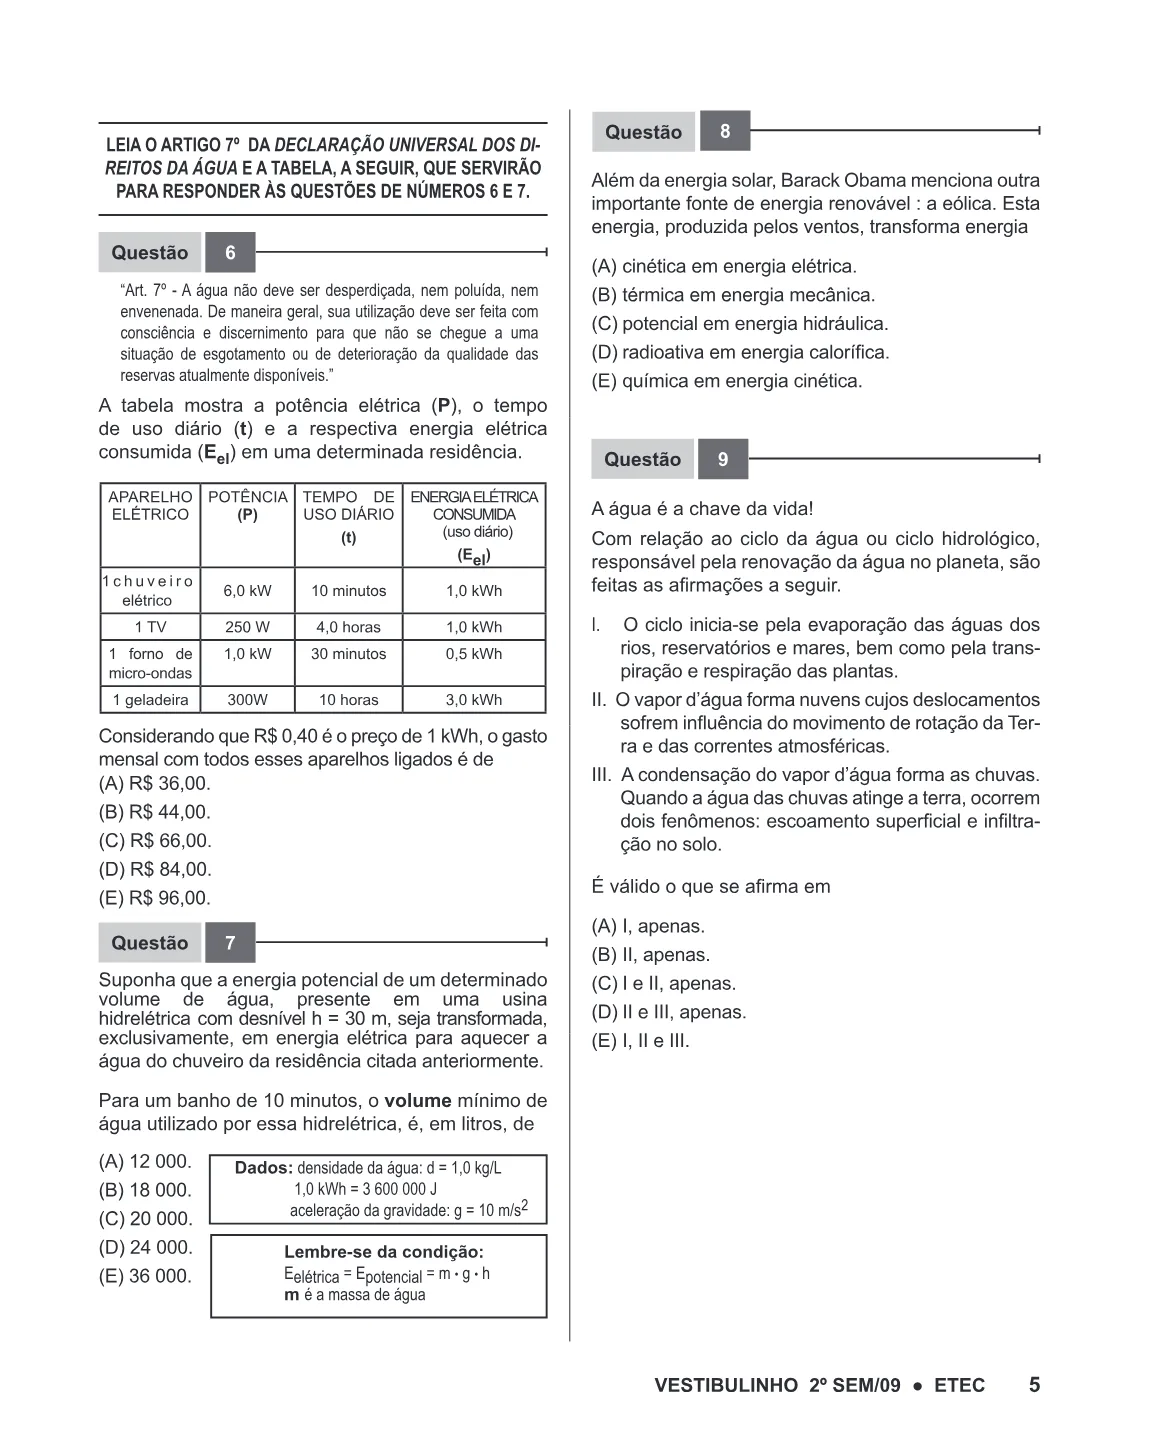 LEIA O ARTIGO 7º DA DECLARAÇÃO UNIVERSAL DOS DI-
REITOS DA ÁGUA E A TABELA, A SEGUIR, QUE SERVIRÃO
PARA RESPONDER ÀS QUESTÕES DE NÚMEROS 6 E 7.
Questão 6
“Art. 7º - A água não deve ser desperdiçada, nem poluída, nem
envenenada. De maneira geral, sua utilização deve ser feita com
consciência e discernimento para que não se chegue a uma
situação de esgotamento ou de deterioração da qualidade das
reservas atualmente disponíveis.”
A tabela mostra a potência elétrica (P), o tempo
de uso diário (t) e a respectiva energia elétrica
consumida (Eel) em uma determinada residência.
APARELHO POTÊNCIA TEMPO DE ENERGIA ELÉTRICA
ELÉTRICO (P) USO DIÁRIO CONSUMIDA
(t) (uso diário)
(Eel)
1 chuveiro
elétrico 6,0 kW 10 minutos 1,0 kWh
1 TV 250 W 4,0 horas 1,0 kWh
1 forno de 1,0 kW 30 minutos 0,5 kWh
micro-ondas
1 geladeira 300W 10 horas 3,0 kWh
Considerando que R$ 0,40 é o preço de 1 kWh, o gasto
mensal com todos esses aparelhos ligados é de
(A) R$ 36,00.
(B) R$ 44,00.
(C) R$ 66,00.
(D) R$ 84,00.
(E) R$ 96,00.
Questão 7
Suponha que a energia potencial de um determinado
volume de água, presente em uma usina
hidrelétrica com desnível h = 30 m, seja transformada,
exclusivamente, em energia elétrica para aquecer a
água do chuveiro da residência citada anteriormente.
Para um banho de 10 minutos, o volume mínimo de
água utilizado por essa hidrelétrica, é, em litros, de
(A) 12 000.
(B) 18 000.
(C) 20 000.
(D) 24 000.
(E) 36 000.
Dados: densidade da água: d = 1,0 kg/L
1,0 kWh = 3 600 000 J
aceleração da gravidade: g = 10 m/s2
Lembre-se da condição:
Eelétrica = Epotencial = m • g • h
m é a massa de água
Questão 8
Além da energia solar, Barack Obama menciona outra
importante fonte de energia renovável : a eólica. Esta
energia, produzida pelos ventos, transforma energia
(A) cinética em energia elétrica.
(B) térmica em energia mecânica.
(C) potencial em energia hidráulica.
(D) radioativa em energia calorífica.
(E) química em energia cinética.
Questão 9
A água é a chave da vida!
Com relação ao ciclo da água ou ciclo hidrológico,
responsável pela renovação da água no planeta, são
feitas as afirmações a seguir.
I. O ciclo inicia-se pela evaporação das águas dos
rios, reservatórios e mares, bem como pela trans-
piração e respiração das plantas.
II. O vapor d’água forma nuvens cujos deslocamentos
sofrem influência do movimento de rotação da Ter-
ra e das correntes atmosféricas.
III. A condensação do vapor d’água forma as chuvas.
Quando a água das chuvas atinge a terra, ocorrem
dois fenômenos: escoamento superficial e infiltra-
ção no solo.
É válido o que se afirma em
(A) I, apenas.
(B) II, apenas.
(C) I e II, apenas.
(D) II e III, apenas.
(E) I, II e III.
VESTIBULINHO 2º SEM/09 ● ETEC 5